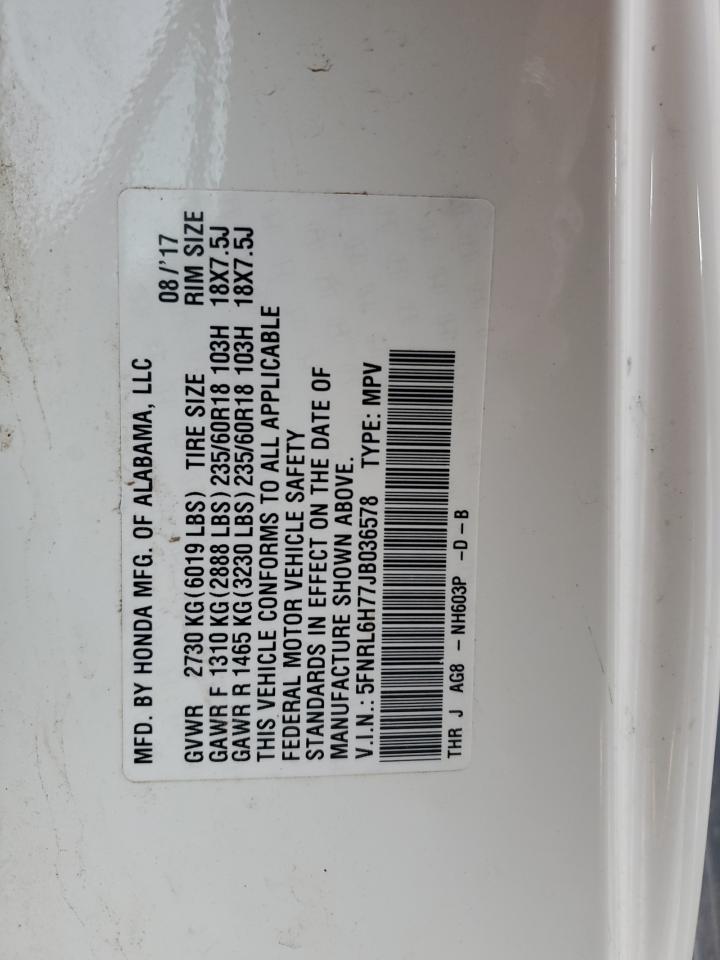 MFD. BY HONDA MFG. OF ALABAMA, LLC
08/'17
GVWR 2730 KG(6019 LBS) TIRE SIZE RIM SIZE
GAWR F 1310 KG(2888 LBS)235/60R18 103H 18X7.5J
GAWR R 1465 KG(3230 LBS)235/60R18 103H 18X7.5J
THIS VEHICLE CONFORMS TO ALL APPLICABLE
FEDERAL MOTOR VEHICLE SAFETY
STANDARDS IN EFFECT ON THE DATE OF
MANUFACTURE SHOWN ABOVE.
V.I.N.: 5FNRL6H77JB036578 TYPE: MPV
THR J AG8 - NH603P -D-B